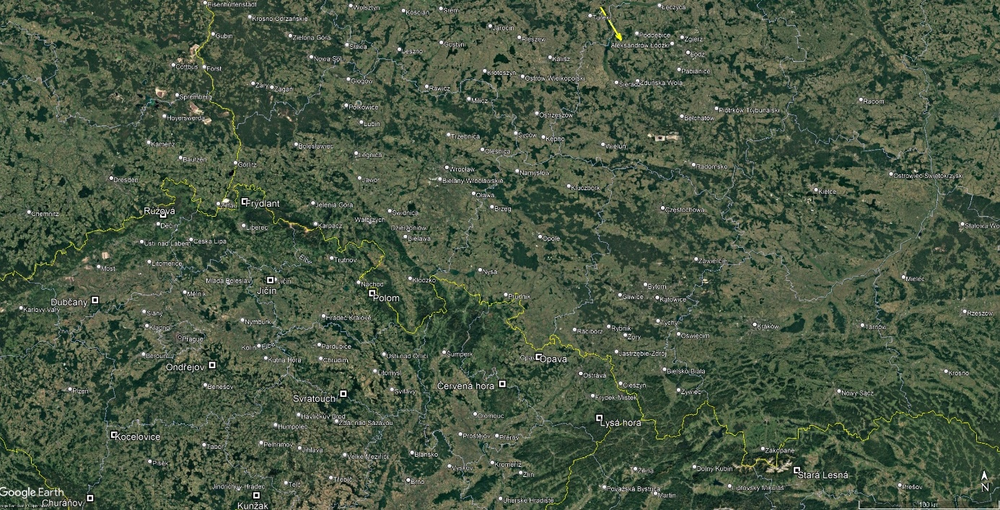 Eisenhüttenstadt
Wolsztyn
Kościan
Śrem
Łęczyca
Krosno Odrzańskie
Turek
Gubin
Zielona Góra
Jarocin
Pleszew
Poddębice
Zgierz
Sława
Leszno
Gostyń
Aleksandrów Łódzki
Łódź
Cottbus
Forst
Nowa Sól
Kalisz
Pabianice
Głogów
Krotoszyn
Ostrów Wielkopolski
Sieradz
Zduńska Wola
Żary
Żagań
Rawicz
Spremberg
Milicz
Radom
Polkowice
Hoyerswerda
Lubin
Ostrzeszów
Bełchatów
Piotrków Trybunalski
Kamenz
Bolesławiec
Trzebnica
Syców
Kępno
Wieluń
Bautzen
Legnica
Oleśnica
Görlitz
Wrocław
Namysłów
Radomsko
Dresden
Jawor
Bielany Wrocławskie
Ostrowiec Świętokrzyski
Kluczbork
Kielce
Oława
Zittau
Frýdlant
Jelenia Góra
Brzeg
Częstochowa
Chemnitz
Růžová
Świdnica
Děčín
Liberec
Karpacz
Wałbrzych
Dzierżoniów
Stalowa Wo
Ústí nad Labem
Česká Lípa
Bielawa
Opole
Most
Litoměřice
Elbe
Trutnov
Zawiercie
Kłodzko
Nysa
Mielec
Mladá Boleslav
Jičín
Jičín
Náchod
Bytom
Dubčany
Mělník
Polom
Prudnik
Gliwice
Katowice
Karlovy Vary
Slaný
Hradec Králové
Rzeszów
Kladno
Nymburk
Tychy
Prague
Racibórz
Rybnik
Żory
Oświęcim
Kraków
Tarnów
Beroun
Kolín
Elbe
Pardubice
Ústí nad Orlicí
Šumperk
Opava
Opava
Jastrzębie-Zdrój
Kutná Hora
Chrudim
Ondřejov
Litomyšl
Ostrava
Bielsko-Biała
Krosno
Benešov
Červená hora
Cieszyn
Plzeň
Svratouch
Svitavy
Frýdek-Místek
Żywiec
Nowy Sącz
Havlíčkův Brod
Olomouc
Lysá hora
Humpolec
Žďár nad Sázavou
Kocelovice
Prostějov
Přerov
Tábor
Pelhřimov
Jihlava
Velké Meziříčí
Blansko
Zakopane
Písek
Vyškov
Kroměříž
Zlín
Žilina
Dolný Kubín
Stará Lesná
Jindřichův Hradec
Telč
Třebíč
Brno
Považská Bystrica
Liptovský Mikuláš
Prešov
Google Earth
Churáňov
Kunžak
Uherské Hradiště
Martin
N
100 km